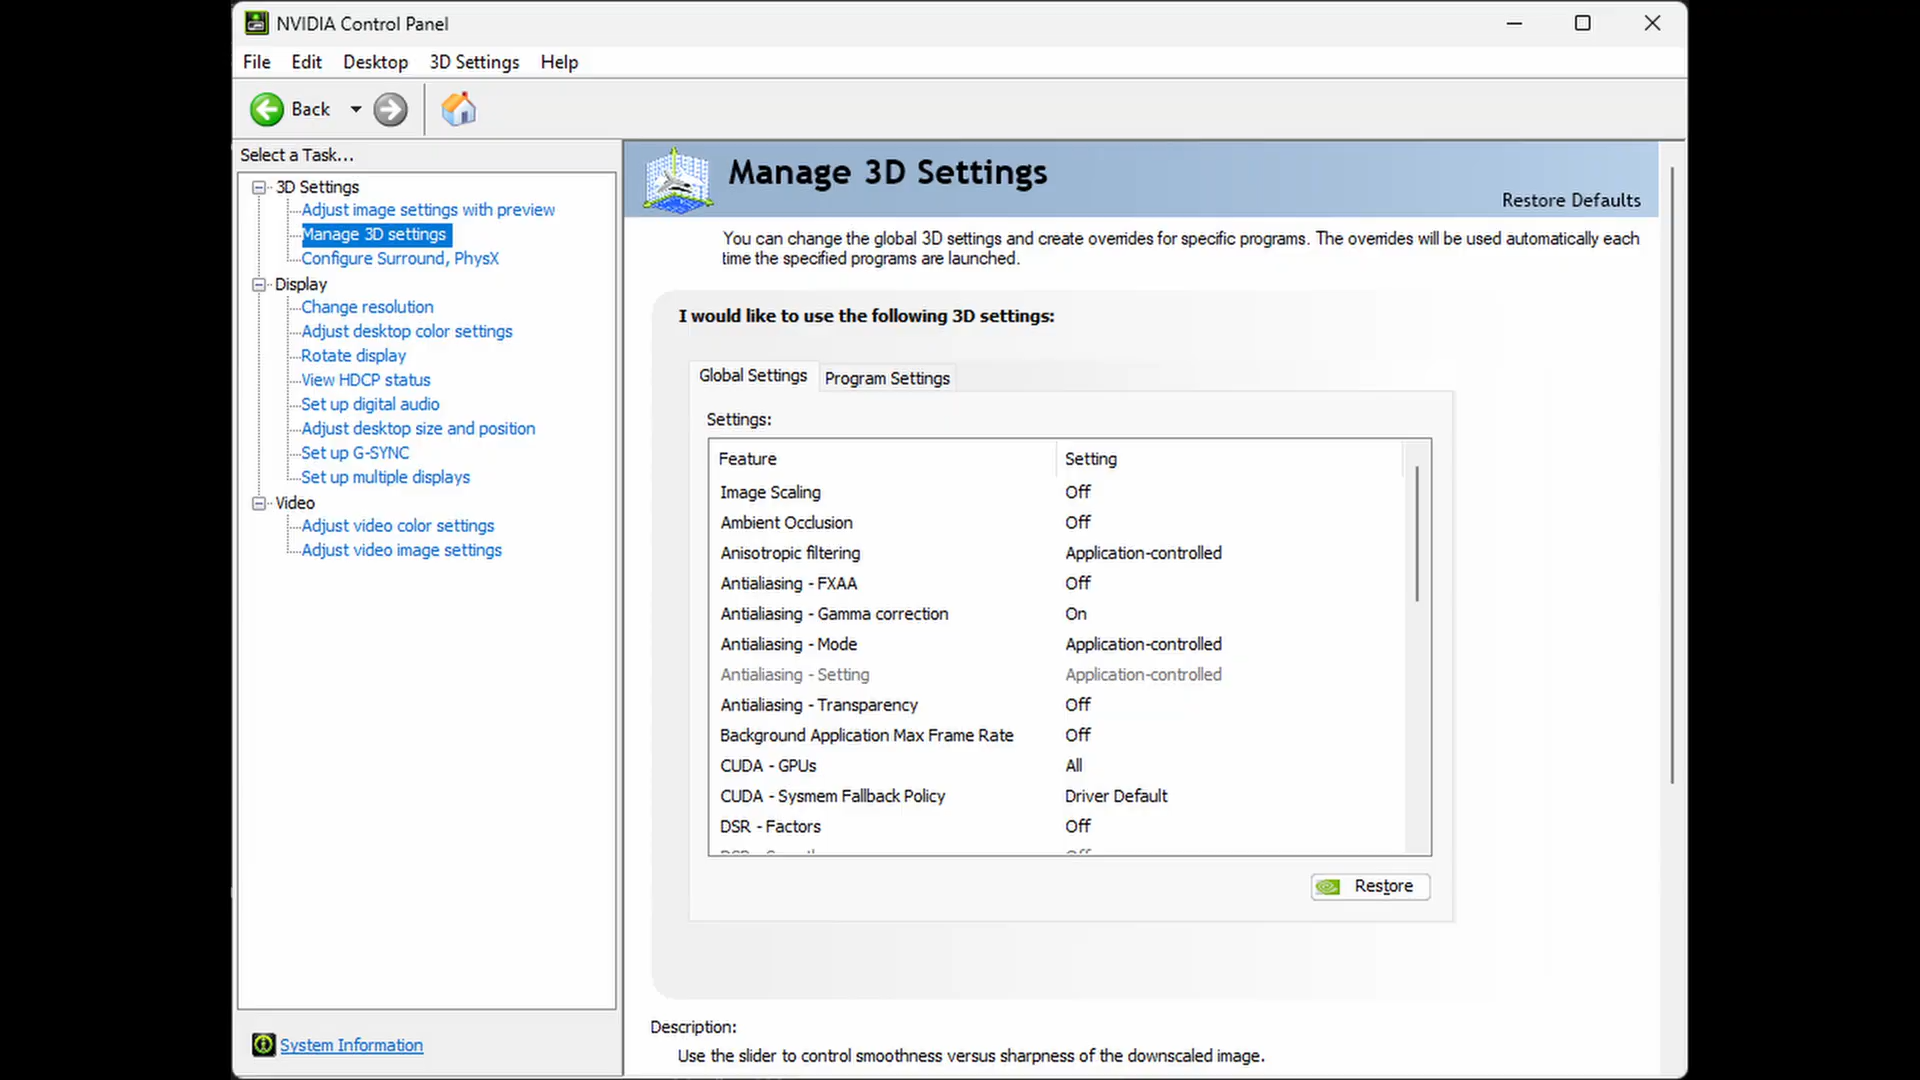 NVIDIA Control Panel
File Edit Desktop 3D Settings Help
Back
Select a Task...
3D Settings
Adjust image settings with preview
Manage 3D settings
Configure Surround, PhysX
Display
Change resolution
Adjust desktop color settings
Rotate display
View HDCP status
Set up digital audio
Adjust desktop size and position
Set up G-SYNC
Set up multiple displays
Video
Adjust video color settings
Adjust video image settings
System Information
Manage 3D Settings
Restore Defaults
You can change the global 3D settings and create overrides for specific programs. The overrides will be used automatically each
time the specified programs are launched.
I would like to use the following 3D settings:
Global Settings Program Settings
Settings:
Feature Setting
Image Scaling Off
Ambient Occlusion Off
Anisotropic filtering Application-controlled
Antialiasing - FXAA Off
Antialiasing - Gamma correction On
Antialiasing - Mode Application-controlled
Antialiasing - Setting Application-controlled
Antialiasing - Transparency Off
Background Application Max Frame Rate Off
CUDA - GPUs All
CUDA - Sysmem Fallback Policy Driver Default
DSR - Factors Off
Restore
Description:
Use the slider to control smoothness versus sharpness of the downscaled image.